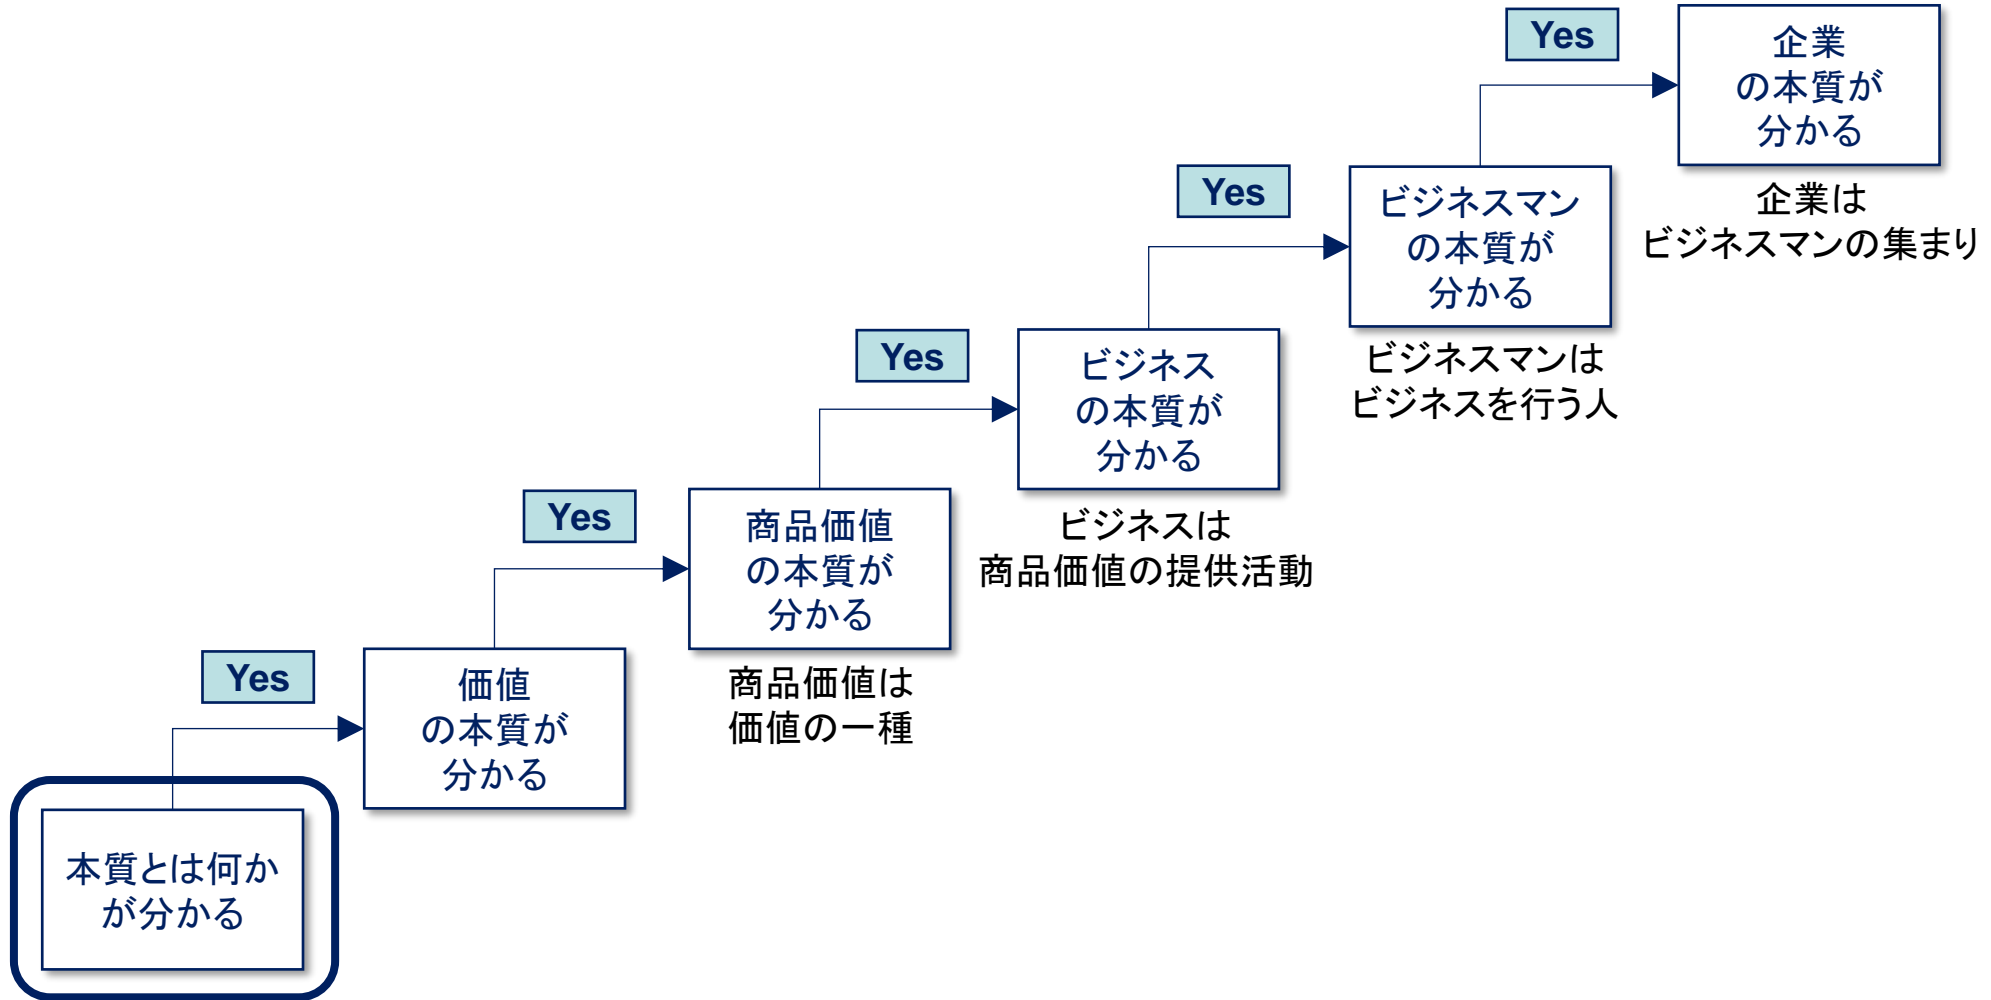 Yes
企業
の本質が
分かる
企業は
ビジネスマンの集まり
Yes
ビジネスマン
の本質が
分かる
ビジネスマンは
ビジネスを行う人
Yes
ビジネス
の本質が
分かる
ビジネスは
商品価値の提供活動
Yes
商品価値
の本質が
分かる
商品価値は
価値の一種
Yes
価値
の本質が
分かる
本質とは何か
が分かる